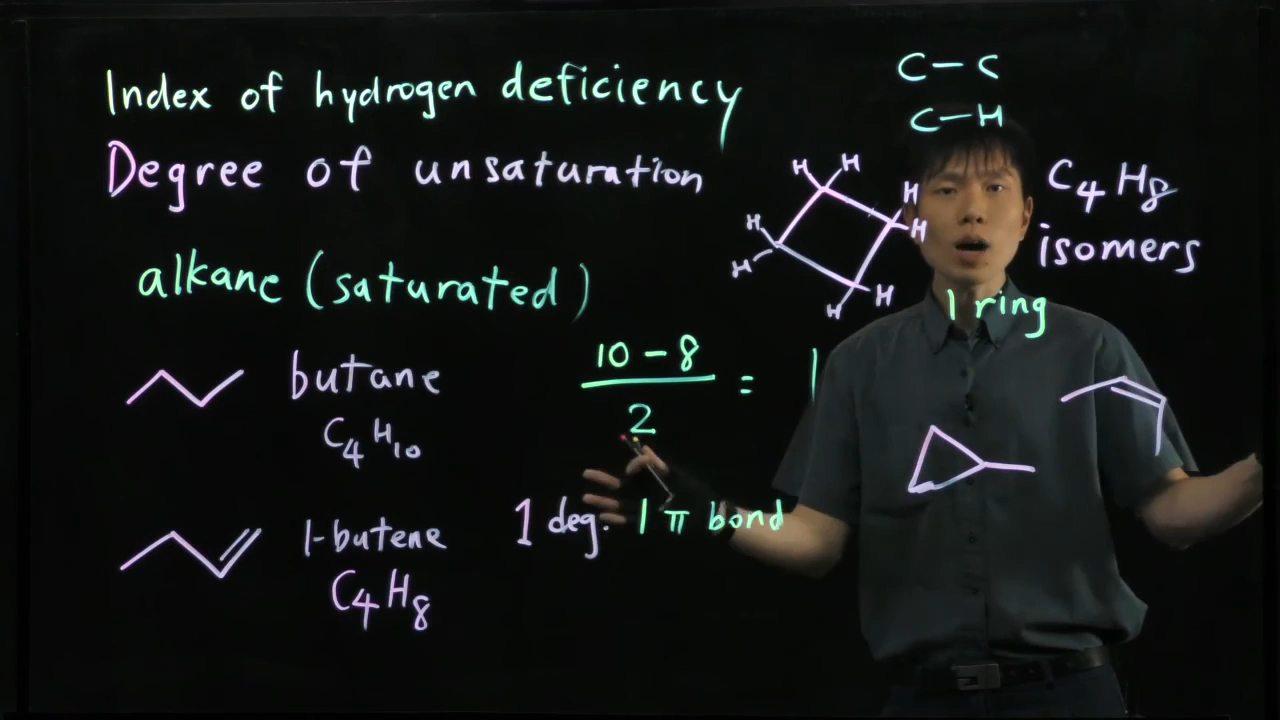 Index of hydrogen deficiency
Degree of unsaturation
alkane (saturated)
butane
C4H10
1-butene
C4H8
10 - 8
2
= 1
1 deg. 1 π bond
C - C
C - H
H H
H
H
H
H
H
H
C4H8
isomers
1 ring